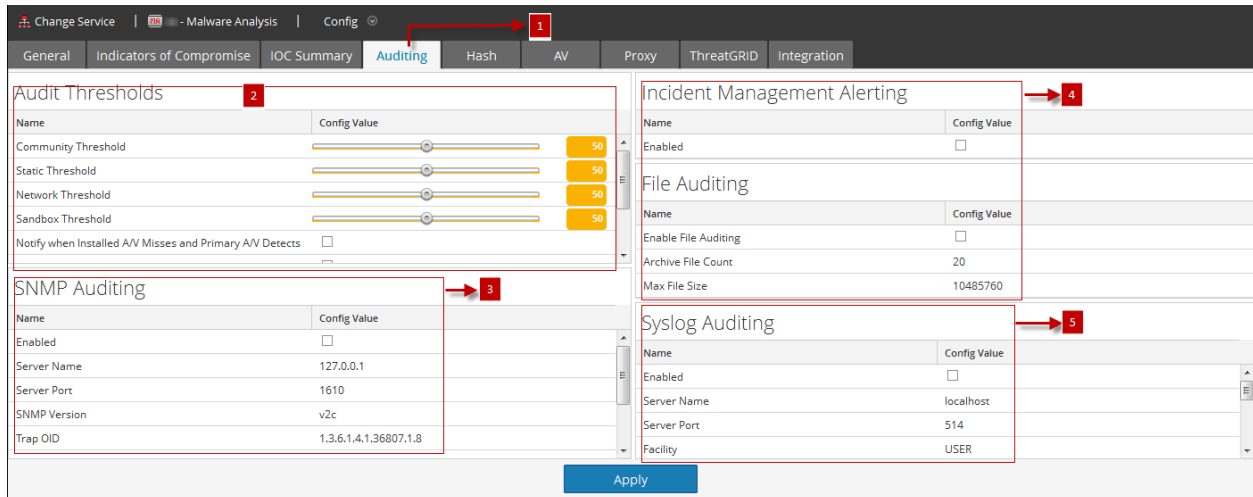 Change Service | MA - Malware Analysis | Config
1
General Indicators of Compromise IOC Summary Auditing Hash AV Proxy ThreatGRID Integration
Audit Thresholds
2
Name Config Value
Community Threshold 50
Static Threshold 50
Network Threshold 50
Sandbox Threshold 50
Notify when Installed A/V Misses and Primary A/V Detects
SNMP Auditing
3
Name Config Value
Enabled
Server Name 127.0.0.1
Server Port 1610
SNMP Version v2c
Trap OID 1.3.6.1.4.1.36807.1.8
Incident Management Alerting
4
Name Config Value
Enabled
File Auditing
Name Config Value
Enable File Auditing
Archive File Count 20
Max File Size 10485760
Syslog Auditing
5
Name Config Value
Enabled
Server Name localhost
Server Port 514
Facility USER
Apply